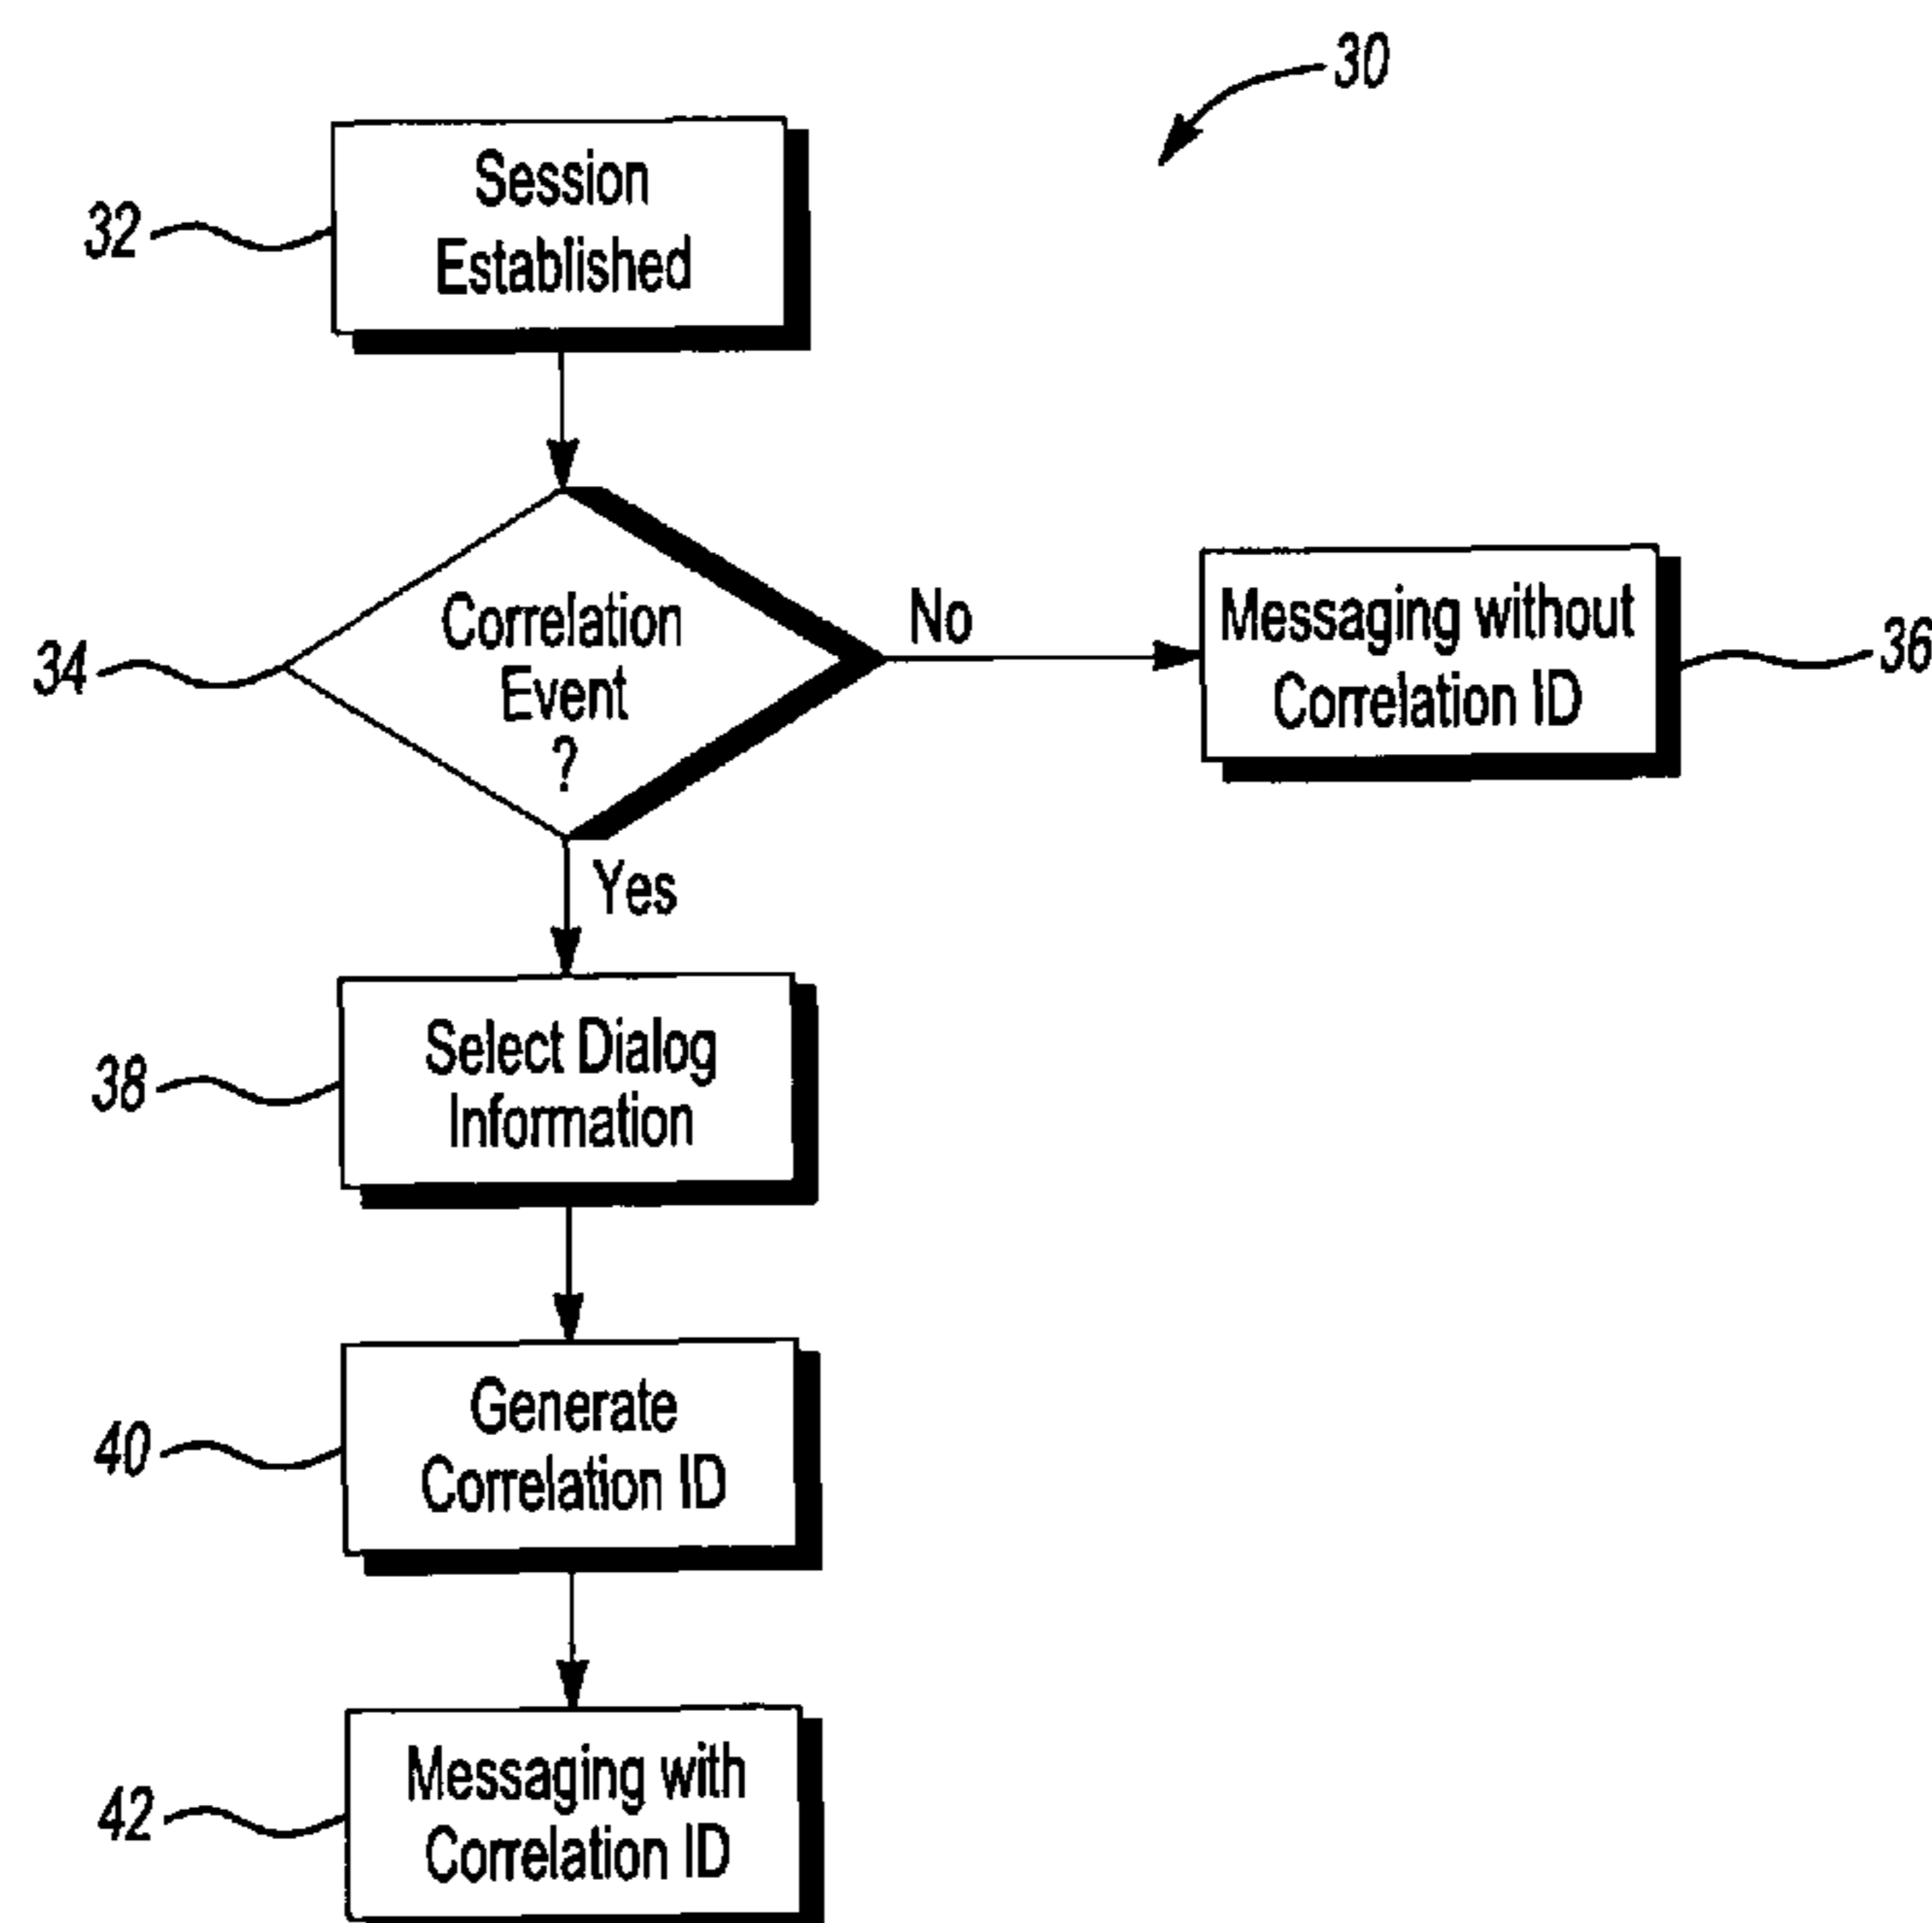 30
Session
Established
32
Correlation
Event
?
34
No
Messaging without
Correlation ID
36
Yes
Select Dialog
Information
38
Generate
Correlation ID
40
Messaging with
Correlation ID
42